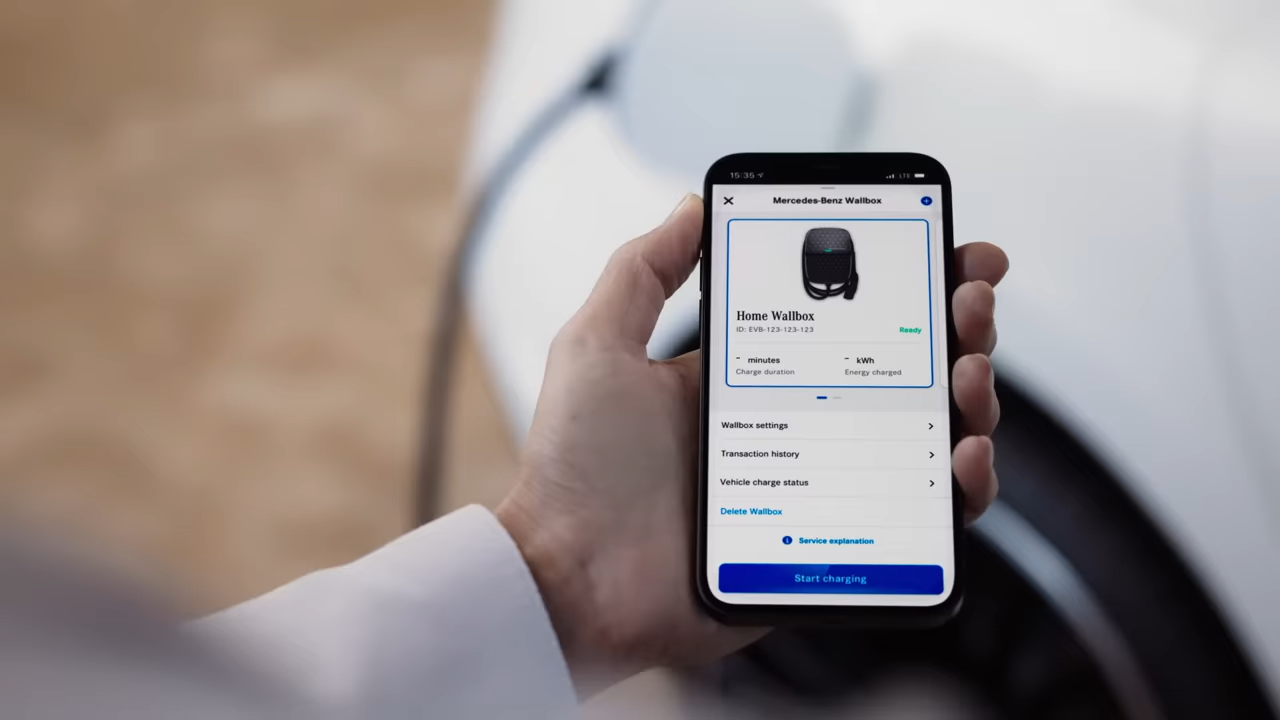 15:35
LTE
Mercedes-Benz Wallbox
Home Wallbox
ID: EVB-123-123-123
Ready
- minutes
- kWh
Charge duration
Energy charged
Wallbox settings
Transaction history
Vehicle charge status
Delete Wallbox
Service explanation
Start charging